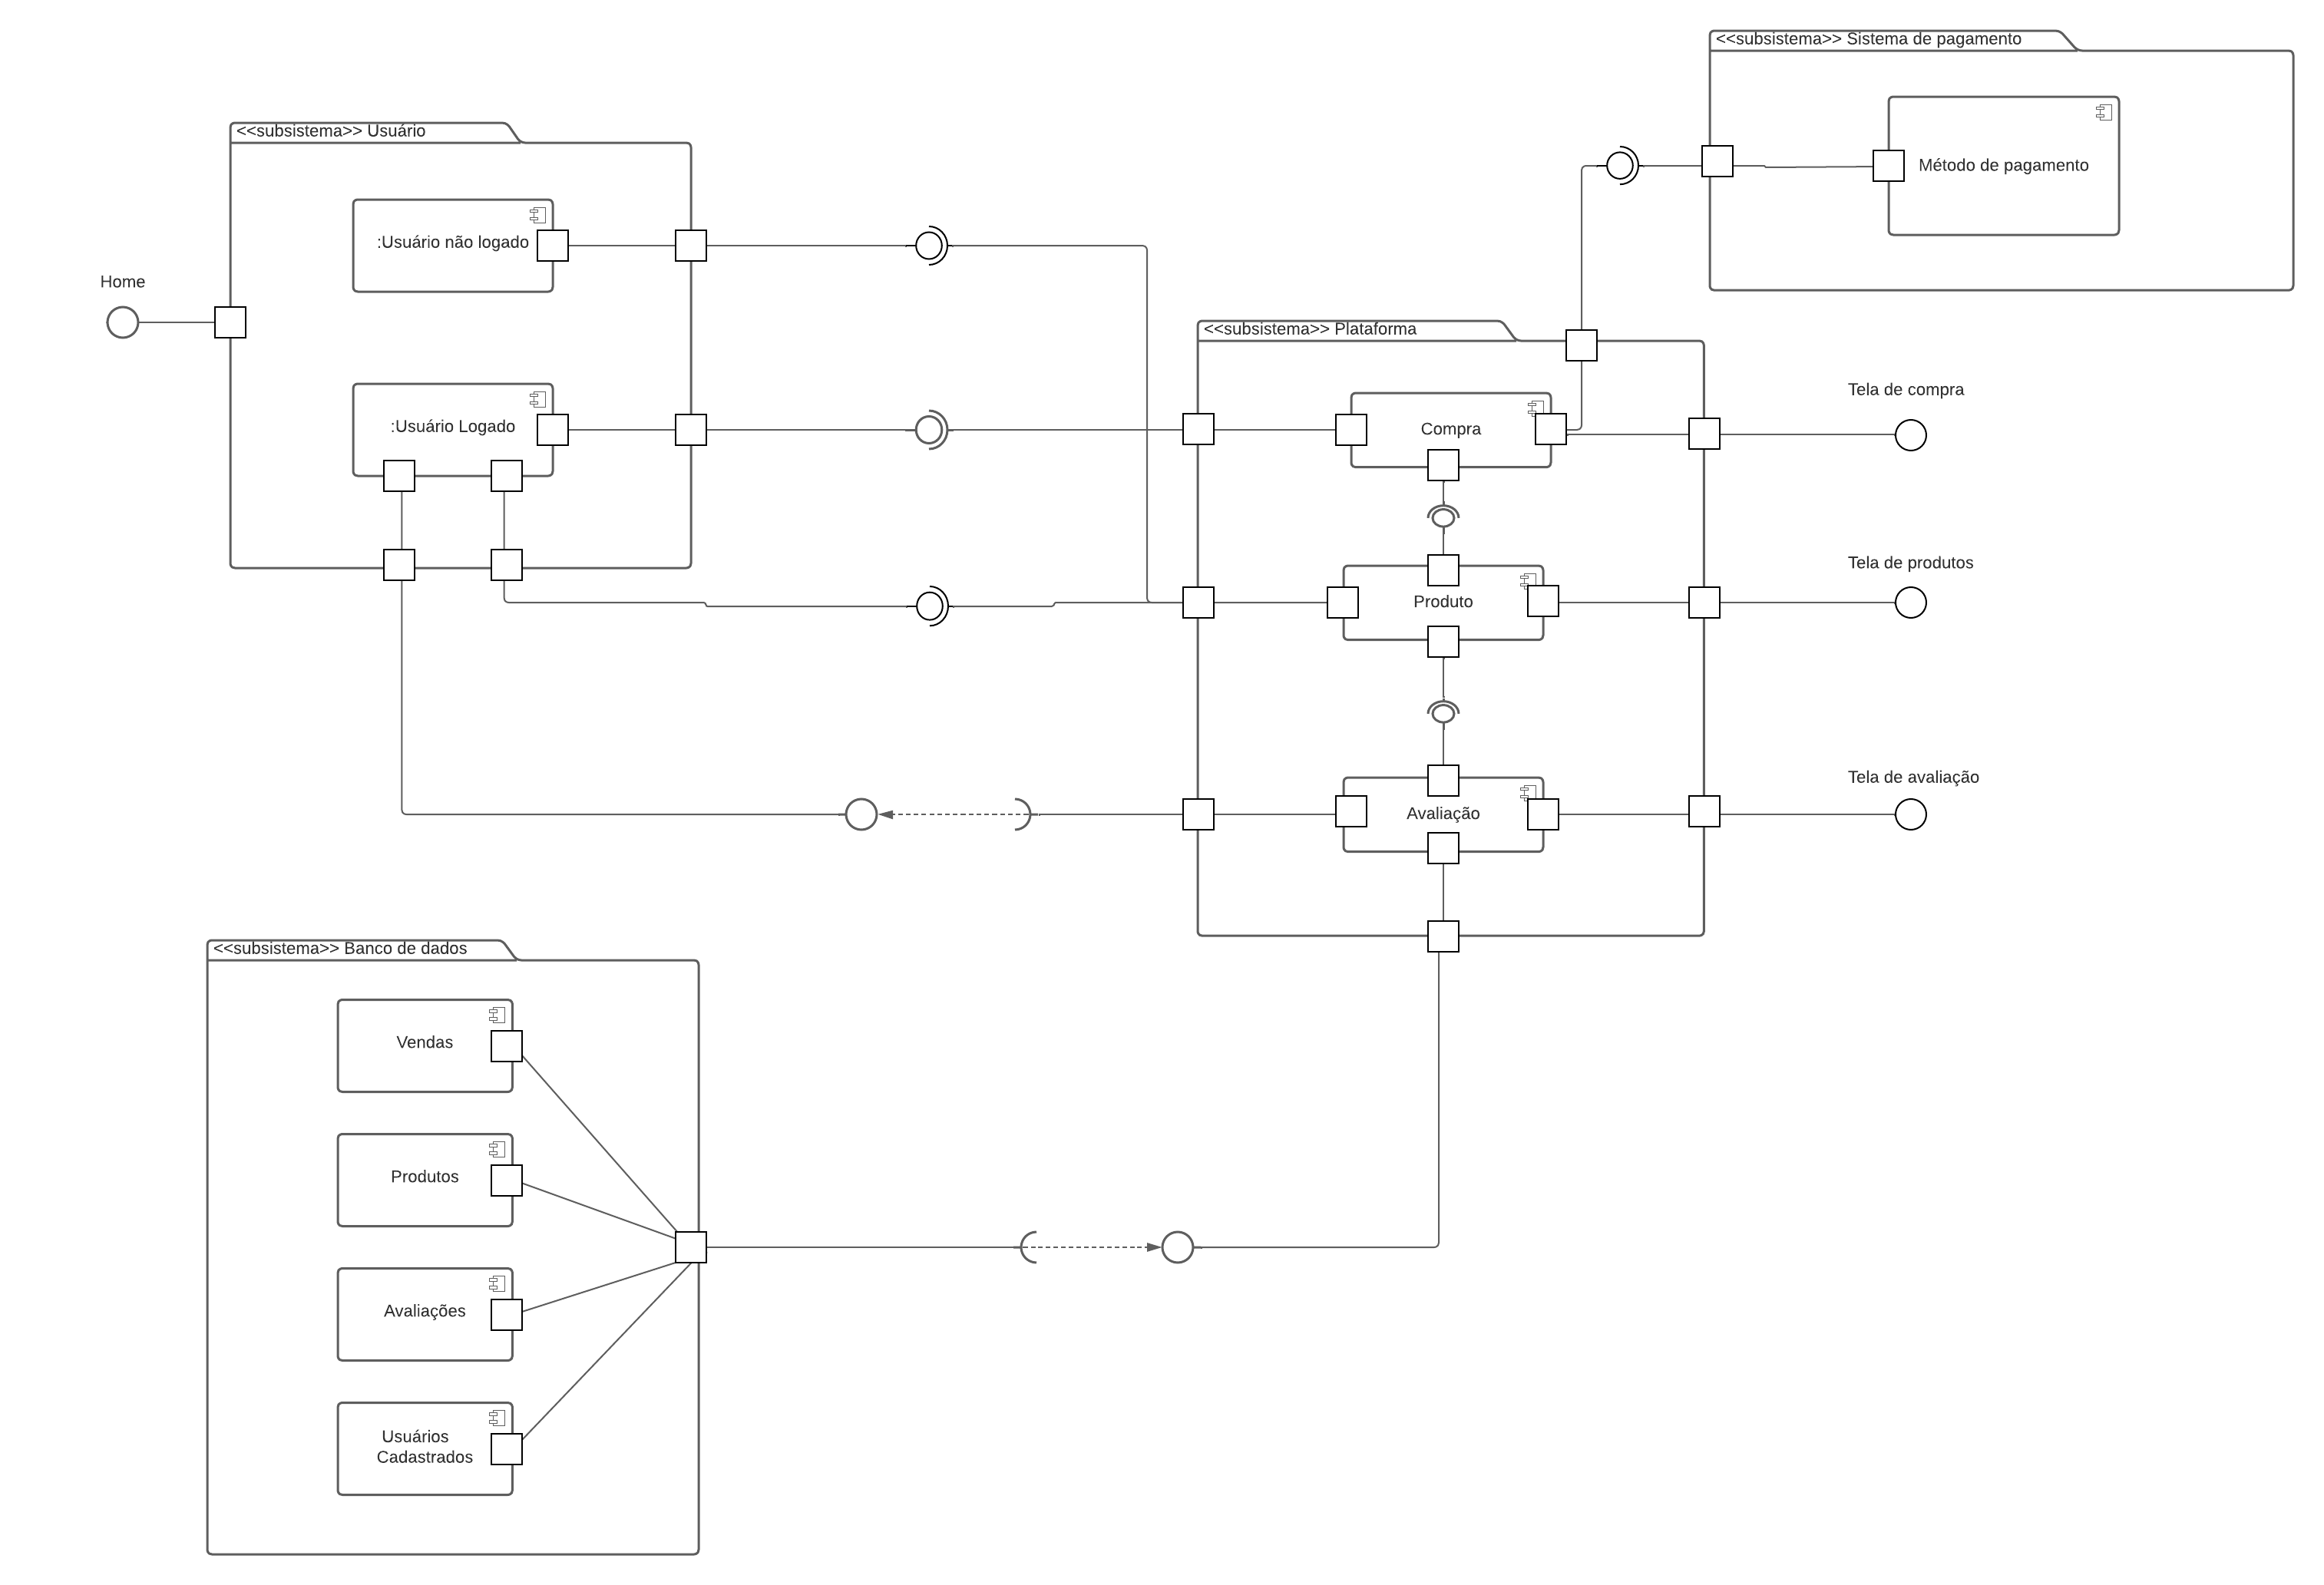 <<subsistema>> Sistema de pagamento
Método de pagamento
<<subsistema>> Usuário
:Usuário não logado
Home
:Usuário Logado
<<subsistema>> Plataforma
Compra
Tela de compra
Produto
Tela de produtos
Avaliação
Tela de avaliação
<<subsistema>> Banco de dados
Vendas
Produtos
Avaliações
Usuários
Cadastrados